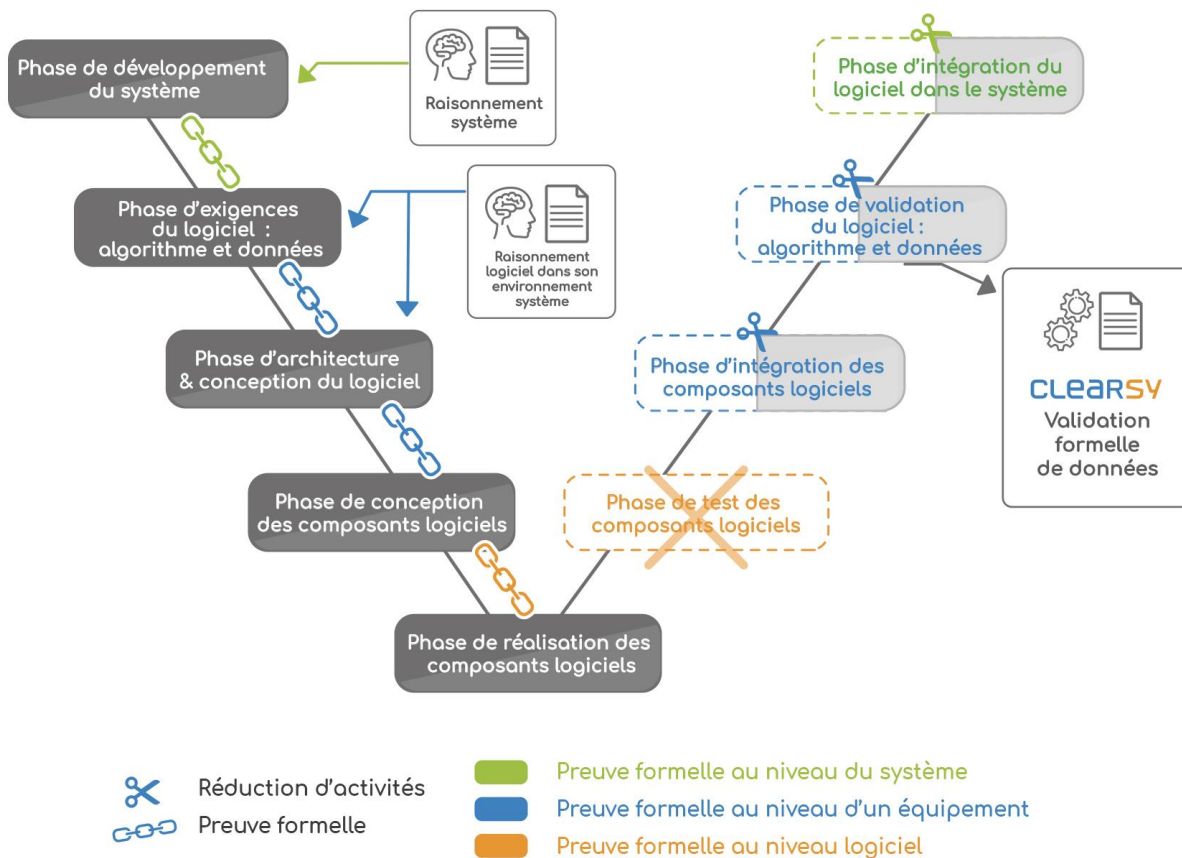 Phase de développement
du système
Raisonnement
système
Phase d'intégration du
logiciel dans le système
Phase d'exigences
du logiciel :
algorithme et données
Raisonnement
logiciel dans son
environnement
système
Phase de validation
du logiciel :
algorithme et données
Phase d'architecture
& conception du logiciel
Phase d'intégration des
composants logiciels
CLEARSY
Validation
formelle
de données
Phase de conception
des composants logiciels
Phase de test des
composants logiciels
Phase de réalisation des
composants logiciels
Réduction d'activités
Preuve formelle
Preuve formelle au niveau du système
Preuve formelle au niveau d'un équipement
Preuve formelle au niveau logiciel